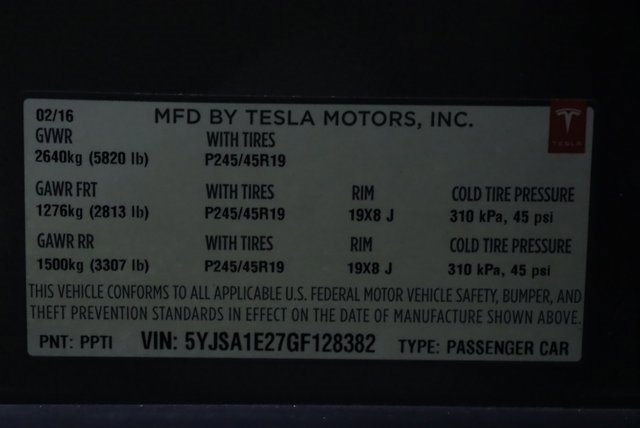 02/16 MFD BY TESLA MOTORS, INC.
GVWR WITH TIRES
2640kg (5820 lb) P245/45R19
TESLA
GAWR FRT WITH TIRES RIM COLD TIRE PRESSURE
1276kg (2813 lb) P245/45R19 19X8 J 310 kPa, 45 psi
GAWR RR WITH TIRES RIM COLD TIRE PRESSURE
1500kg (3307 lb) P245/45R19 19X8 J 310 kPa, 45 psi
THIS VEHICLE CONFORMS TO ALL APPLICABLE U.S. FEDERAL MOTOR VEHICLE SAFETY, BUMPER, AND
THEFT PREVENTION STANDARDS IN EFFECT ON THE DATE OF MANUFACTURE SHOWN ABOVE.
PNT: PPTI VIN: 5YJSA1E27GF128382 TYPE: PASSENGER CAR